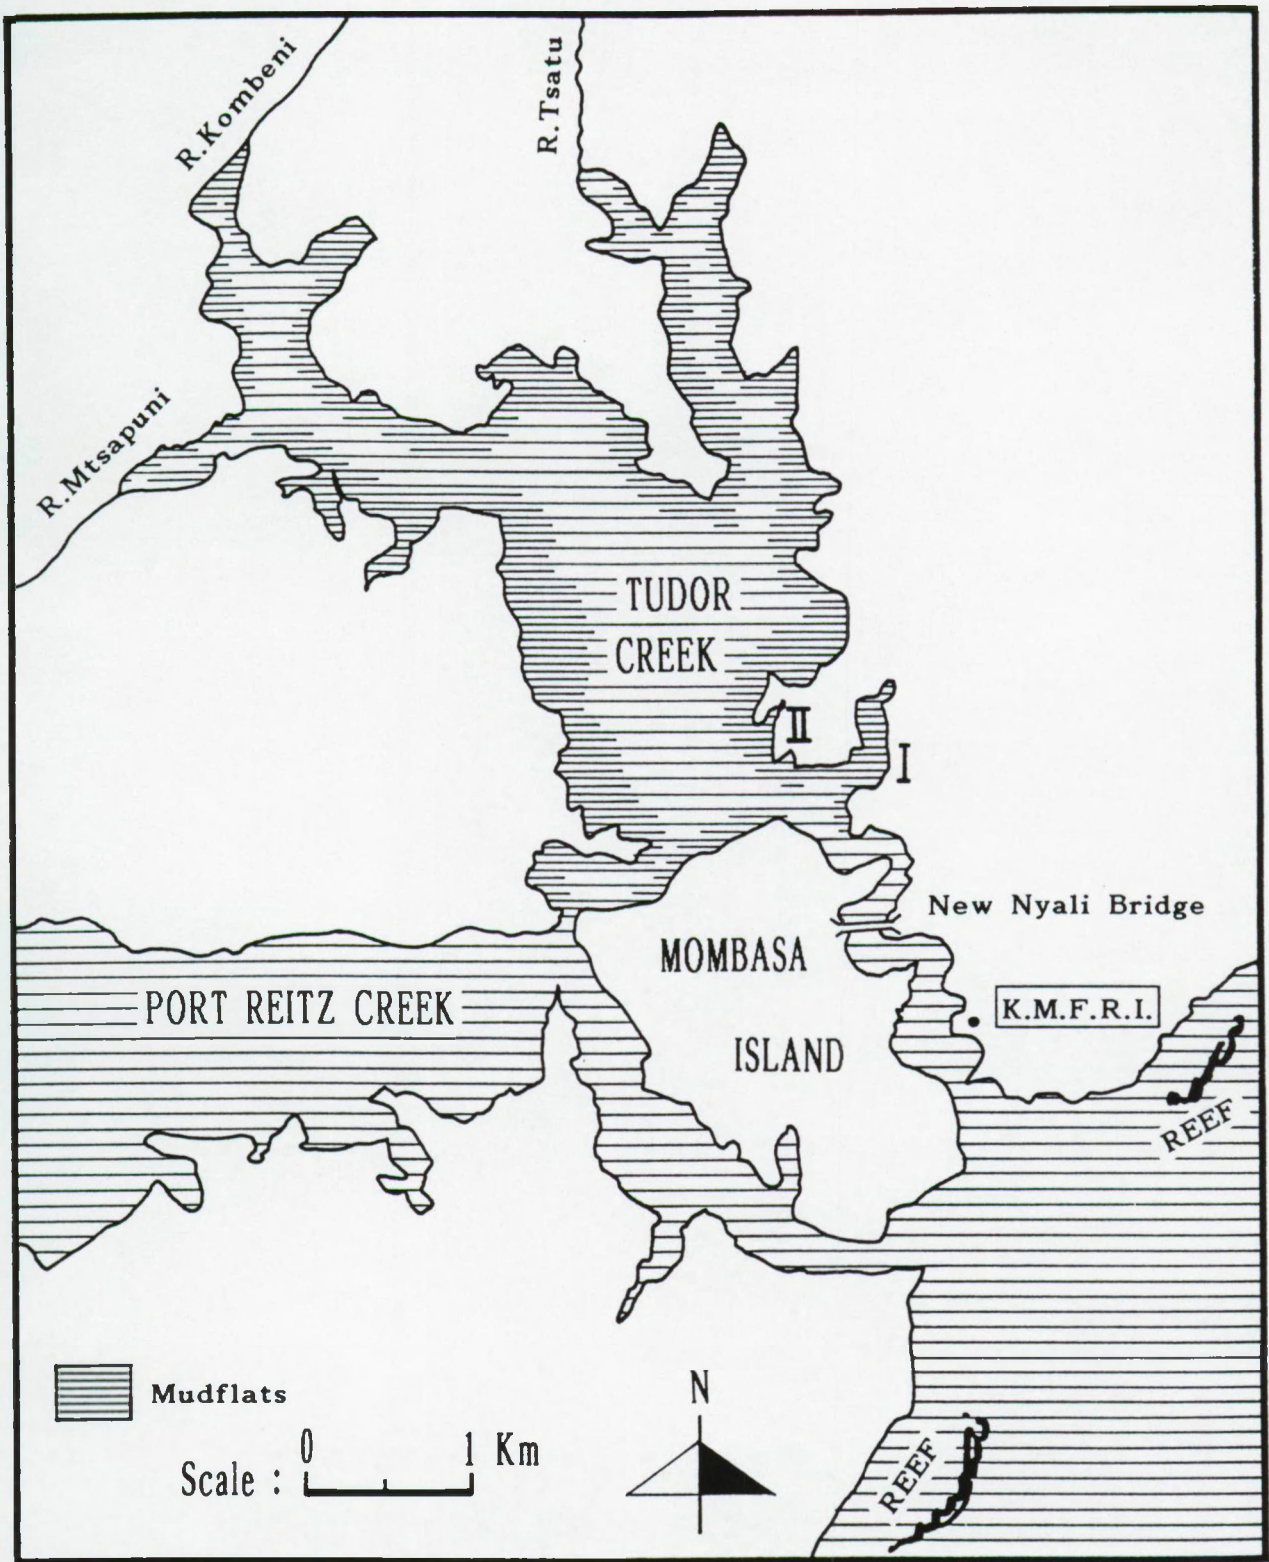 R.Kombeni
R.Tsatu
R.Mtsapuni
TUDOR
CREEK
II
I
New Nyali Bridge
MOMBASA
ISLAND
PORT REITZ CREEK
K.M.F.R.I.
REEF
Mudflats
N
0 1 Km
Scale :
REEF